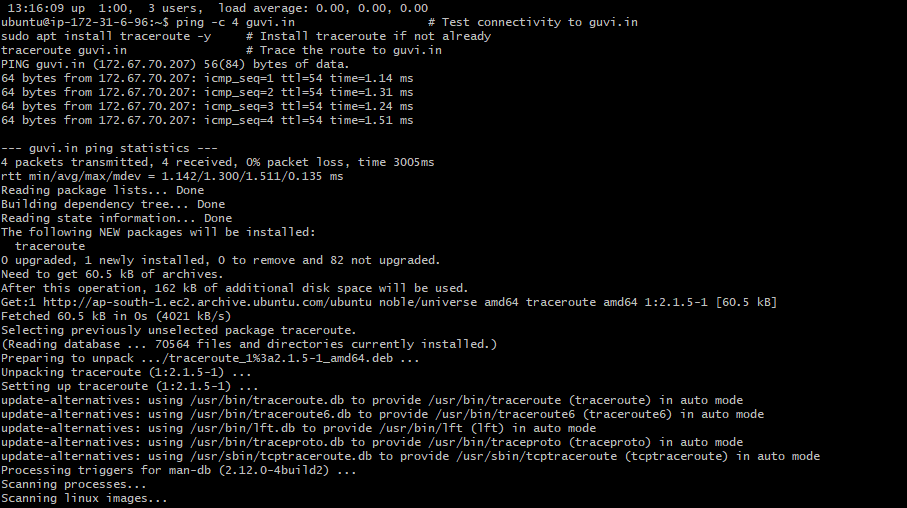 13:16:09 up  1:00,  3 users,  load average: 0.00, 0.00, 0.00
ubuntu@ip-172-31-6-96:~$ ping -c 4 guvi.in                    # Test connectivity to guvi.in
sudo apt install traceroute -y     # Install traceroute if not already
traceroute guvi.in                 # Trace the route to guvi.in
PING guvi.in (172.67.70.207) 56(84) bytes of data.
64 bytes from 172.67.70.207: icmp_seq=1 ttl=54 time=1.14 ms
64 bytes from 172.67.70.207: icmp_seq=2 ttl=54 time=1.31 ms
64 bytes from 172.67.70.207: icmp_seq=3 ttl=54 time=1.24 ms
64 bytes from 172.67.70.207: icmp_seq=4 ttl=54 time=1.51 ms
--- guvi.in ping statistics ---
4 packets transmitted, 4 received, 0% packet loss, time 3005ms
rtt min/avg/max/mdev = 1.142/1.300/1.511/0.135 ms
Reading package lists... Done
Building dependency tree... Done
Reading state information... Done
The following NEW packages will be installed:
  traceroute
0 upgraded, 1 newly installed, 0 to remove and 82 not upgraded.
Need to get 60.5 kB of archives.
After this operation, 162 kB of additional disk space will be used.
Get:1 http://ap-south-1.ec2.archive.ubuntu.com/ubuntu noble/universe amd64 traceroute amd64 1:2.1.5-1 [60.5 kB]
Fetched 60.5 kB in 0s (4021 kB/s)
Selecting previously unselected package traceroute.
(Reading database ... 70564 files and directories currently installed.)
Preparing to unpack .../traceroute_1%3a2.1.5-1_amd64.deb ...
Unpacking traceroute (1:2.1.5-1) ...
Setting up traceroute (1:2.1.5-1) ...
update-alternatives: using /usr/bin/traceroute.db to provide /usr/bin/traceroute (traceroute) in auto mode
update-alternatives: using /usr/bin/traceroute6.db to provide /usr/bin/traceroute6 (traceroute6) in auto mode
update-alternatives: using /usr/bin/lft.db to provide /usr/bin/lft (lft) in auto mode
update-alternatives: using /usr/bin/traceproto.db to provide /usr/bin/traceproto (traceproto) in auto mode
update-alternatives: using /usr/sbin/tcptraceroute.db to provide /usr/sbin/tcptraceroute (tcptraceroute) in auto mode
Processing triggers for man-db (2.12.0-4build2) ...
Scanning processes...
Scanning linux images...